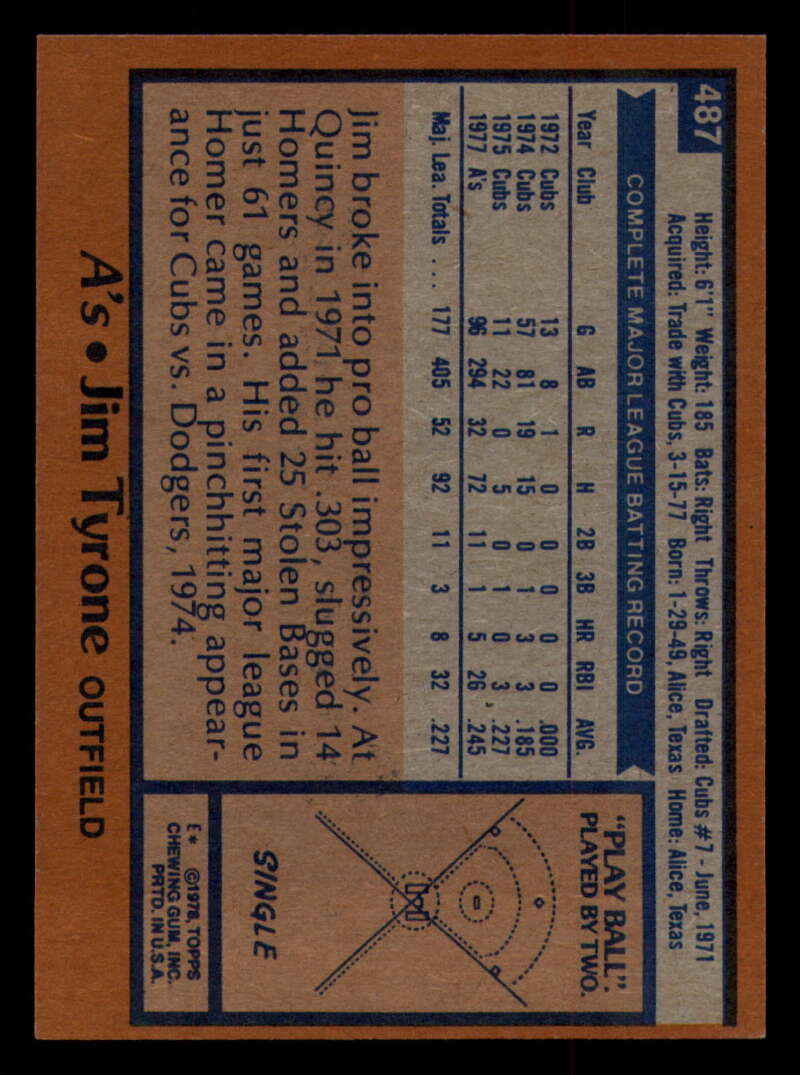 487
Height: 6'1" Weight: 185 Bats: Right Throws: Right Drafted: Cubs #7 - June, 1971
Acquired: Trade with Cubs, 3-15-77 Born: 1-29-49, Alice, Texas Home: Alice, Texas
COMPLETE MAJOR LEAGUE BATTING RECORD
Year Club G AB R H 2B 3B HR RBI AVG.
1972 Cubs 13 8 1 0 0 0 0 0 .000
1974 Cubs 57 81 19 15 0 1 3 3 .185
1975 Cubs 11 22 0 5 0 1 0 3 .227
1977 A's 96 294 32 72 11 1 5 26 .245
Maj. Lea. Totals ... 177 405 52 92 11 3 8 32 .227
Jim broke into pro ball impressively. At
Quincy in 1971 he hit .303, slugged 14
Homers and added 25 Stolen Bases in
just 61 games. His first major league
Homer came in a pinchhitting appear-
ance for Cubs vs. Dodgers, 1974.
A's • Jim Tyrone OUTFIELD
"PLAY BALL".
PLAYED BY TWO.
SINGLE
E* ©1978, TOPPS
CHEWING GUM, INC.
PRTD. IN U.S.A.